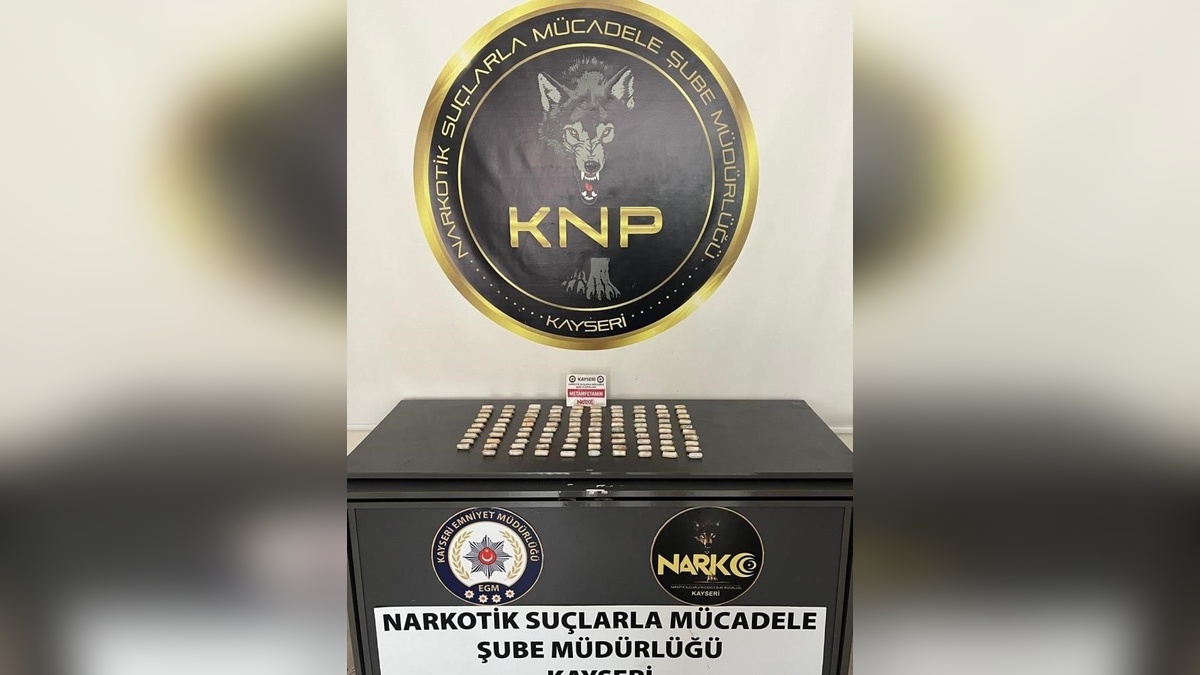 NARKOTİK SUÇLARLA MÜCADELE ŞUBE MÜDÜRLÜĞÜ
KNP
KAYSERİ
KAYSERİ
METAMFETAMİN
KAYSERİ EMNİYET MÜDÜRLÜĞÜ
EGM
NARKO
KAYSERİ
NARKOTİK SUÇLARLA MÜCADELE
ŞUBE MÜDÜRLÜĞÜ
KAYSERİ